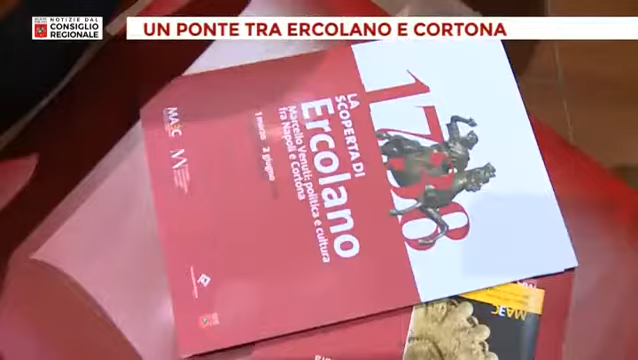 NOTIZIE DAL
CONSIGLIO
REGIONALE
UN PONTE TRA ERCOLANO E CORTONA
1738
LA
SCOPERTA DI
Ercolano
Marcello Venuti: politica e cultura
fra Napoli e Cortona
1 marzo 2 giugno
MAEC
M
MAEC